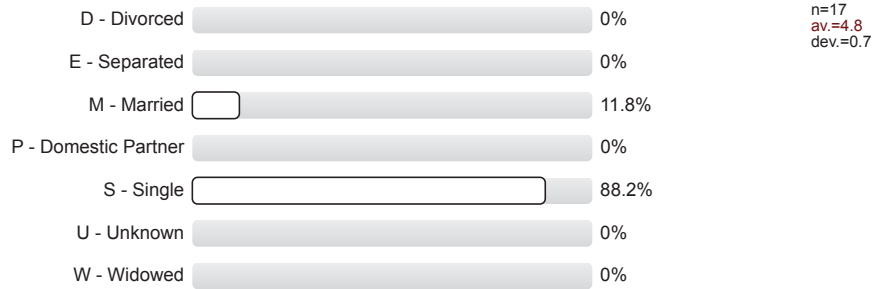 D - Divorced 0%
E - Separated 0%
M - Married 11.8%
P - Domestic Partner 0%
S - Single 88.2%
U - Unknown 0%
W - Widowed 0%
n=17
av.=4.8
dev.=0.7